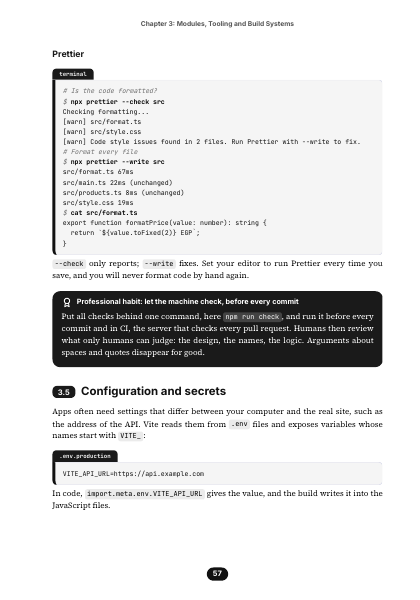 Chapter 3: Modules, Tooling and Build Systems
Prettier
terminal
# Is the code formatted?
$ npx prettier --check src
Checking formatting...
[warn] src/format.ts
[warn] src/style.css
[warn] Code style issues found in 2 files. Run Prettier with --write to fix.
# Format every file
$ npx prettier --write src
src/format.ts 67ms
src/main.ts 22ms (unchanged)
src/products.ts 8ms (unchanged)
src/style.css 19ms
$ cat src/format.ts
export function formatPrice(value: number): string {
  return `${value.toFixed(2)} EGP`;
}
--check only reports; --write fixes. Set your editor to run Prettier every time you
save, and you will never format code by hand again.
Professional habit: let the machine check, before every commit
Put all checks behind one command, here npm run check, and run it before every
commit and in CI, the server that checks every pull request. Humans then review
what only humans can judge: the design, the names, the logic. Arguments about
spaces and quotes disappear for good.
3.5 Configuration and secrets
Apps often need settings that differ between your computer and the real site, such as
the address of the API. Vite reads them from .env files and exposes variables whose
names start with VITE_:
.env.production
VITE_API_URL=https://api.example.com
In code, import.meta.env.VITE_API_URL gives the value, and the build writes it into the
JavaScript files.
57